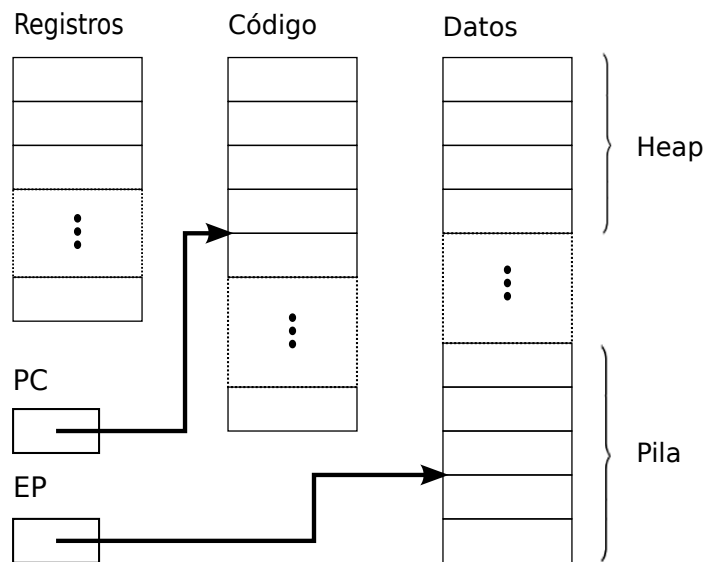 Registros
Código
Datos
Heap
PC
Pila
EP